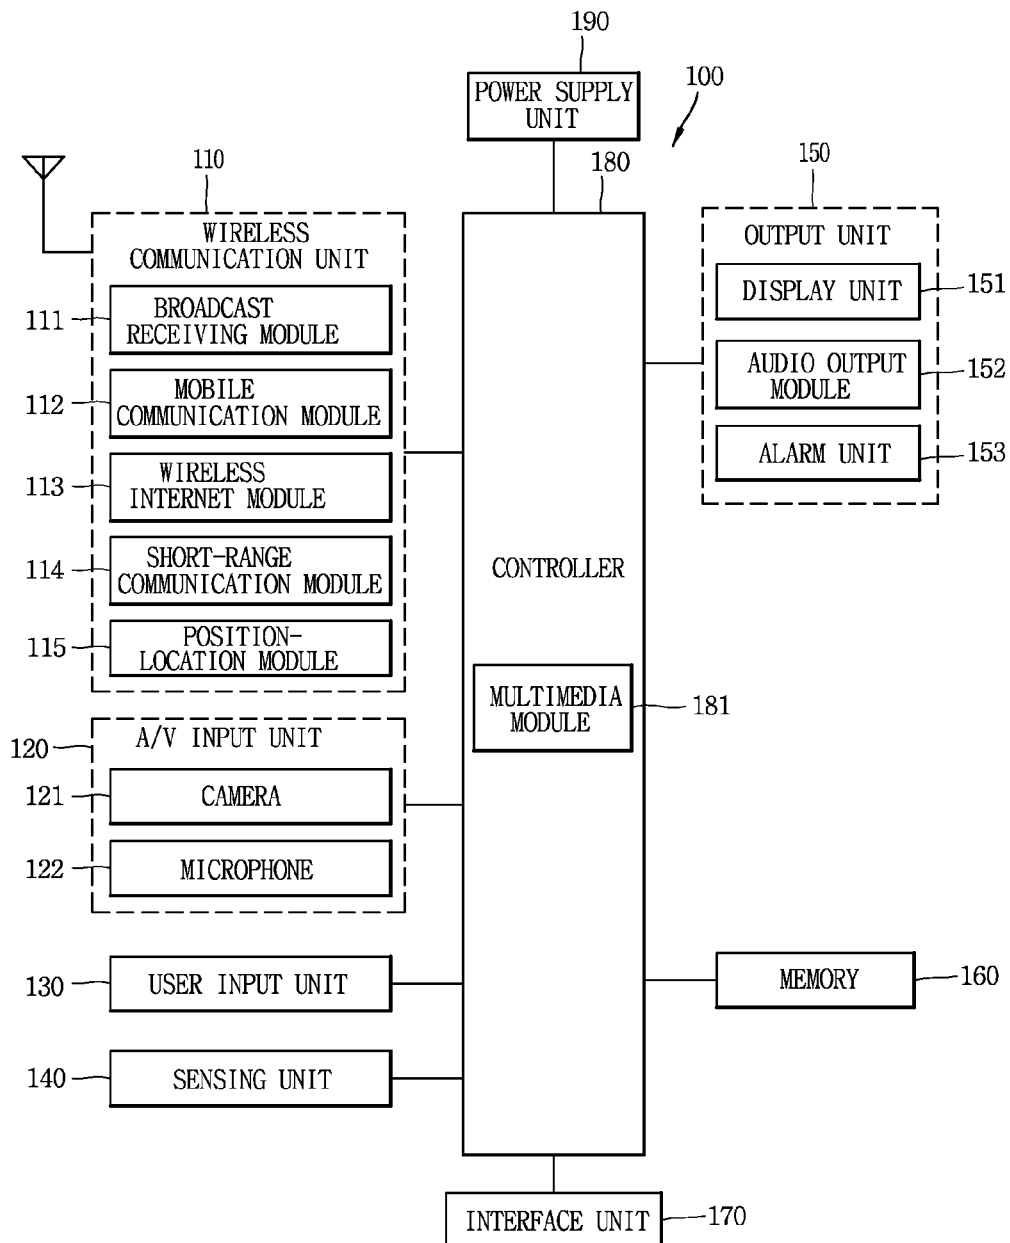 190
POWER SUPPLY
UNIT
100
110
180
150
WIRELESS
COMMUNICATION UNIT
111
BROADCAST
RECEIVING MODULE
112
MOBILE
COMMUNICATION MODULE
113
WIRELESS
INTERNET MODULE
114
SHORT-RANGE
COMMUNICATION MODULE
115
POSITION-
LOCATION MODULE
120
A/V INPUT UNIT
121
CAMERA
122
MICROPHONE
130
USER INPUT UNIT
140
SENSING UNIT
CONTROLLER
MULTIMEDIA
MODULE
181
OUTPUT UNIT
DISPLAY UNIT
151
AUDIO OUTPUT
MODULE
152
ALARM UNIT
153
MEMORY
160
INTERFACE UNIT
170